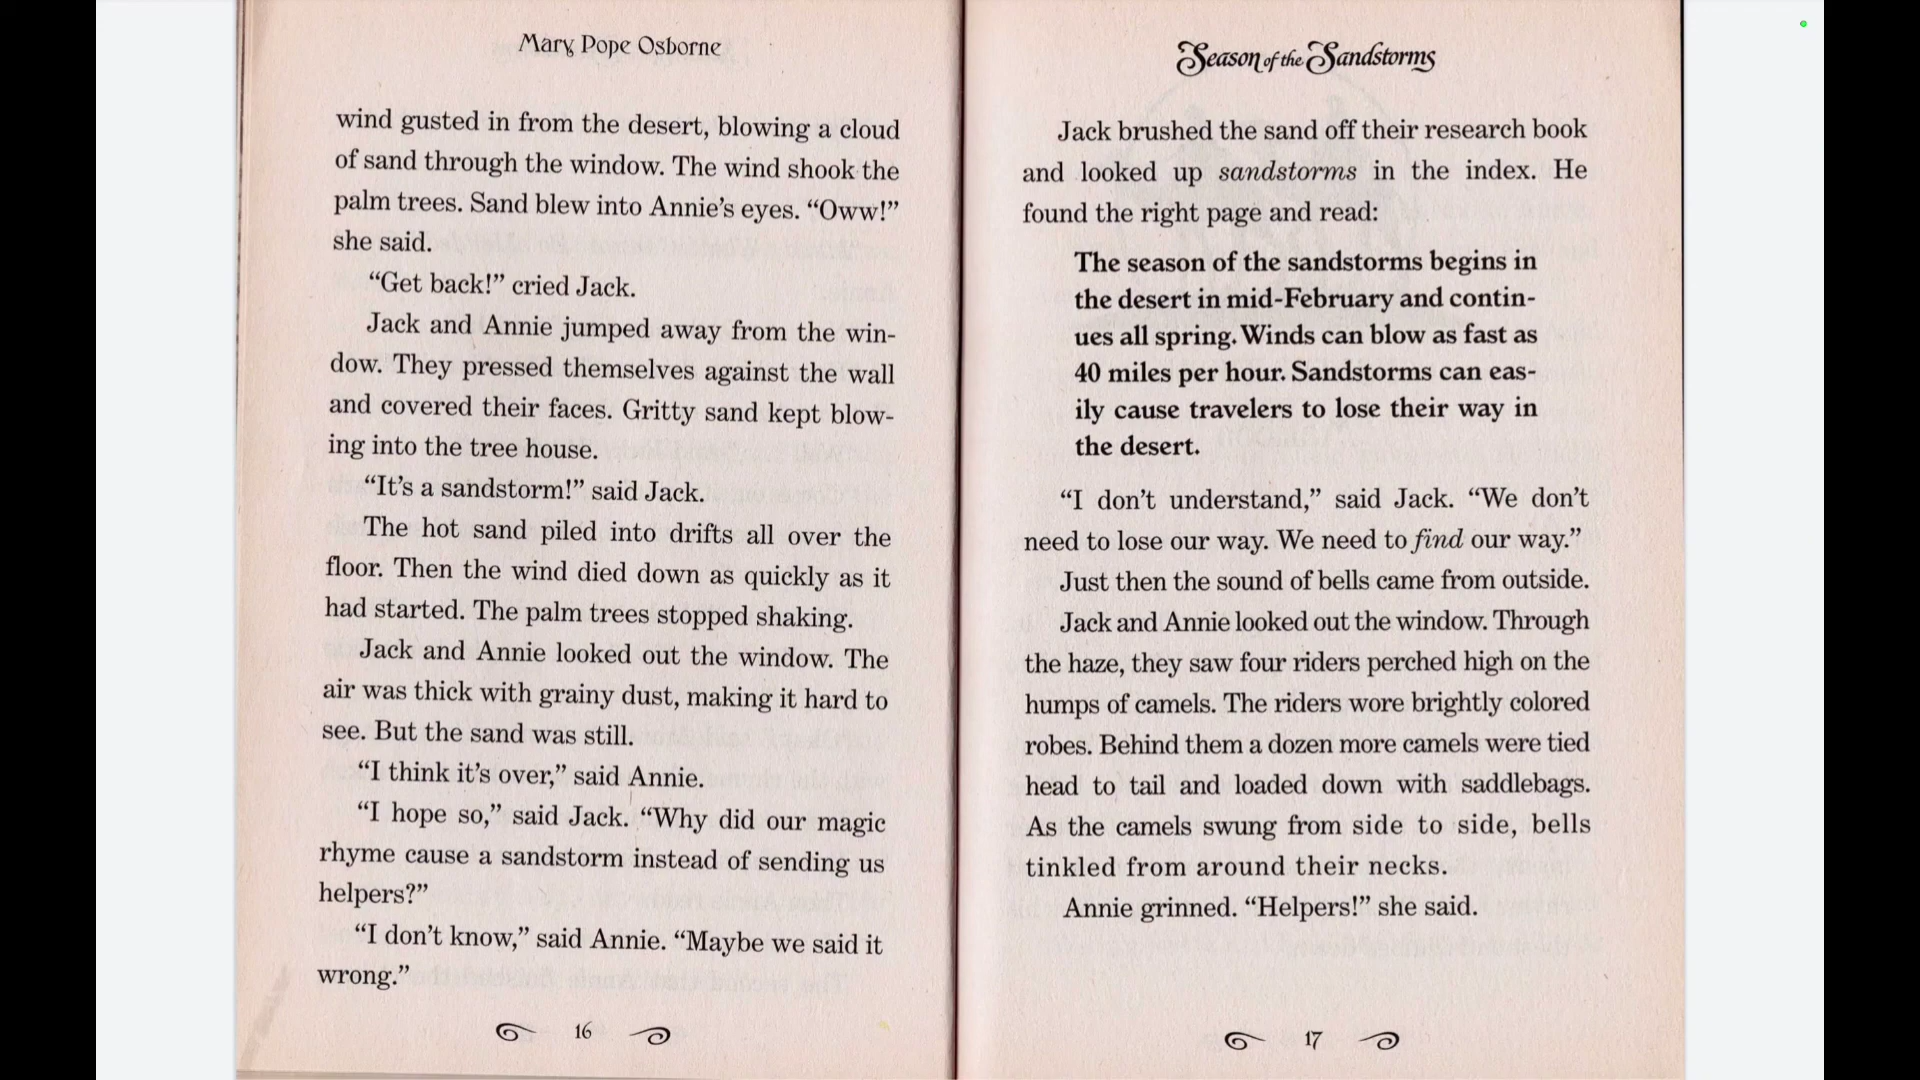 Mary Pope Osborne
wind gusted in from the desert, blowing a cloud
of sand through the window. The wind shook the
palm trees. Sand blew into Annie’s eyes. “Oww!”
she said.
“Get back!” cried Jack.
Jack and Annie jumped away from the win-
dow. They pressed themselves against the wall
and covered their faces. Gritty sand kept blow-
ing into the tree house.
“It’s a sandstorm!” said Jack.
The hot sand piled into drifts all over the
floor. Then the wind died down as quickly as it
had started. The palm trees stopped shaking.
Jack and Annie looked out the window. The
air was thick with grainy dust, making it hard to
see. But the sand was still.
“I think it’s over,” said Annie.
“I hope so,” said Jack. “Why did our magic
rhyme cause a sandstorm instead of sending us
helpers?”
“I don’t know,” said Annie. “Maybe we said it
wrong.”
16
Season of the Sandstorms
Jack brushed the sand off their research book
and looked up sandstorms in the index. He
found the right page and read:
The season of the sandstorms begins in
the desert in mid-February and contin-
ues all spring. Winds can blow as fast as
40 miles per hour. Sandstorms can eas-
ily cause travelers to lose their way in
the desert.
“I don’t understand,” said Jack. “We don’t
need to lose our way. We need to find our way.”
Just then the sound of bells came from outside.
Jack and Annie looked out the window. Through
the haze, they saw four riders perched high on the
humps of camels. The riders wore brightly colored
robes. Behind them a dozen more camels were tied
head to tail and loaded down with saddlebags.
As the camels swung from side to side, bells
tinkled from around their necks.
Annie grinned. “Helpers!” she said.
17